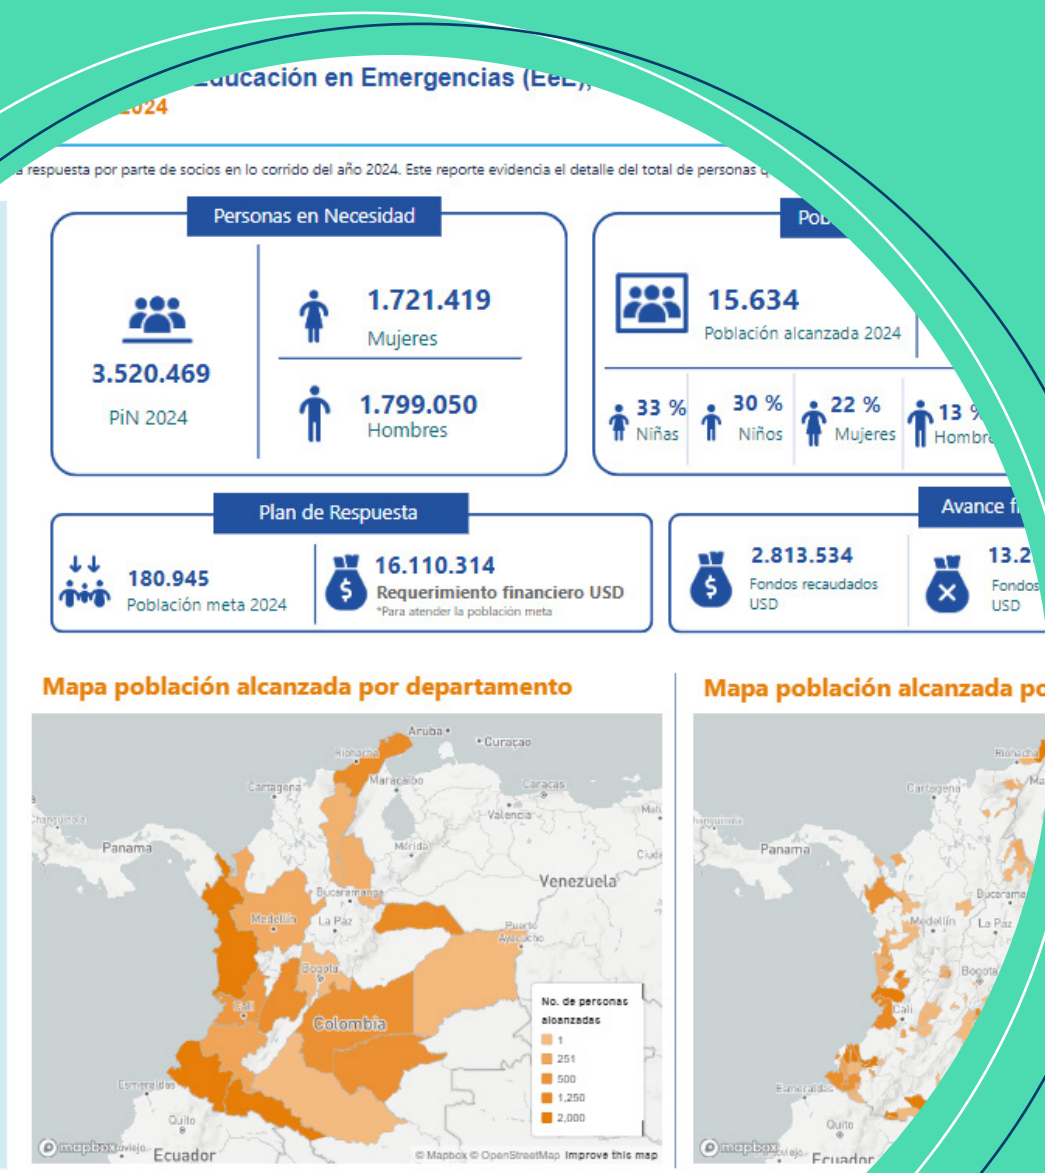 Educación en Emergencias (EeE),
2024
respuesta por parte de socios en lo corrido del año 2024. Este reporte evidencia el detalle del total de personas
Personas en Necesidad
3.520.469
PiN 2024
1.721.419
Mujeres
1.799.050
Hombres
15.634
Población alcanzada 2024
33 %
Niñas
30 %
Niños
22 %
Mujeres
13 %
Hombre
Plan de Respuesta
180.945
Población meta 2024
16.110.314
Requerimiento financiero USD
*Para atender la población meta
Avance
2.813.534
Fondos recaudados
USD
13.2
Fondos
USD
Mapa población alcanzada por departamento
Aruba
Curaçao
Riohacha
Cartagena
Maracaibo
Caracas
Valencia
Mérida
Panama
Venezuela
Bucaramanga
Medellín
La Paz
Puerto
Ayacucho
Bogota
Cali
Colombia
Esmeraldas
Quito
Ecuador
No. de personas
alcanzadas
1
251
500
1,250
2,000
mapbox
© Mapbox © OpenStreetMap Improve this map
Mapa población alcanzada
Riohacha
Cartagena
Panama
Medellín
La Paz
Bogota
Cali
Esmeraldas
Quito
Ecuador
mapbox